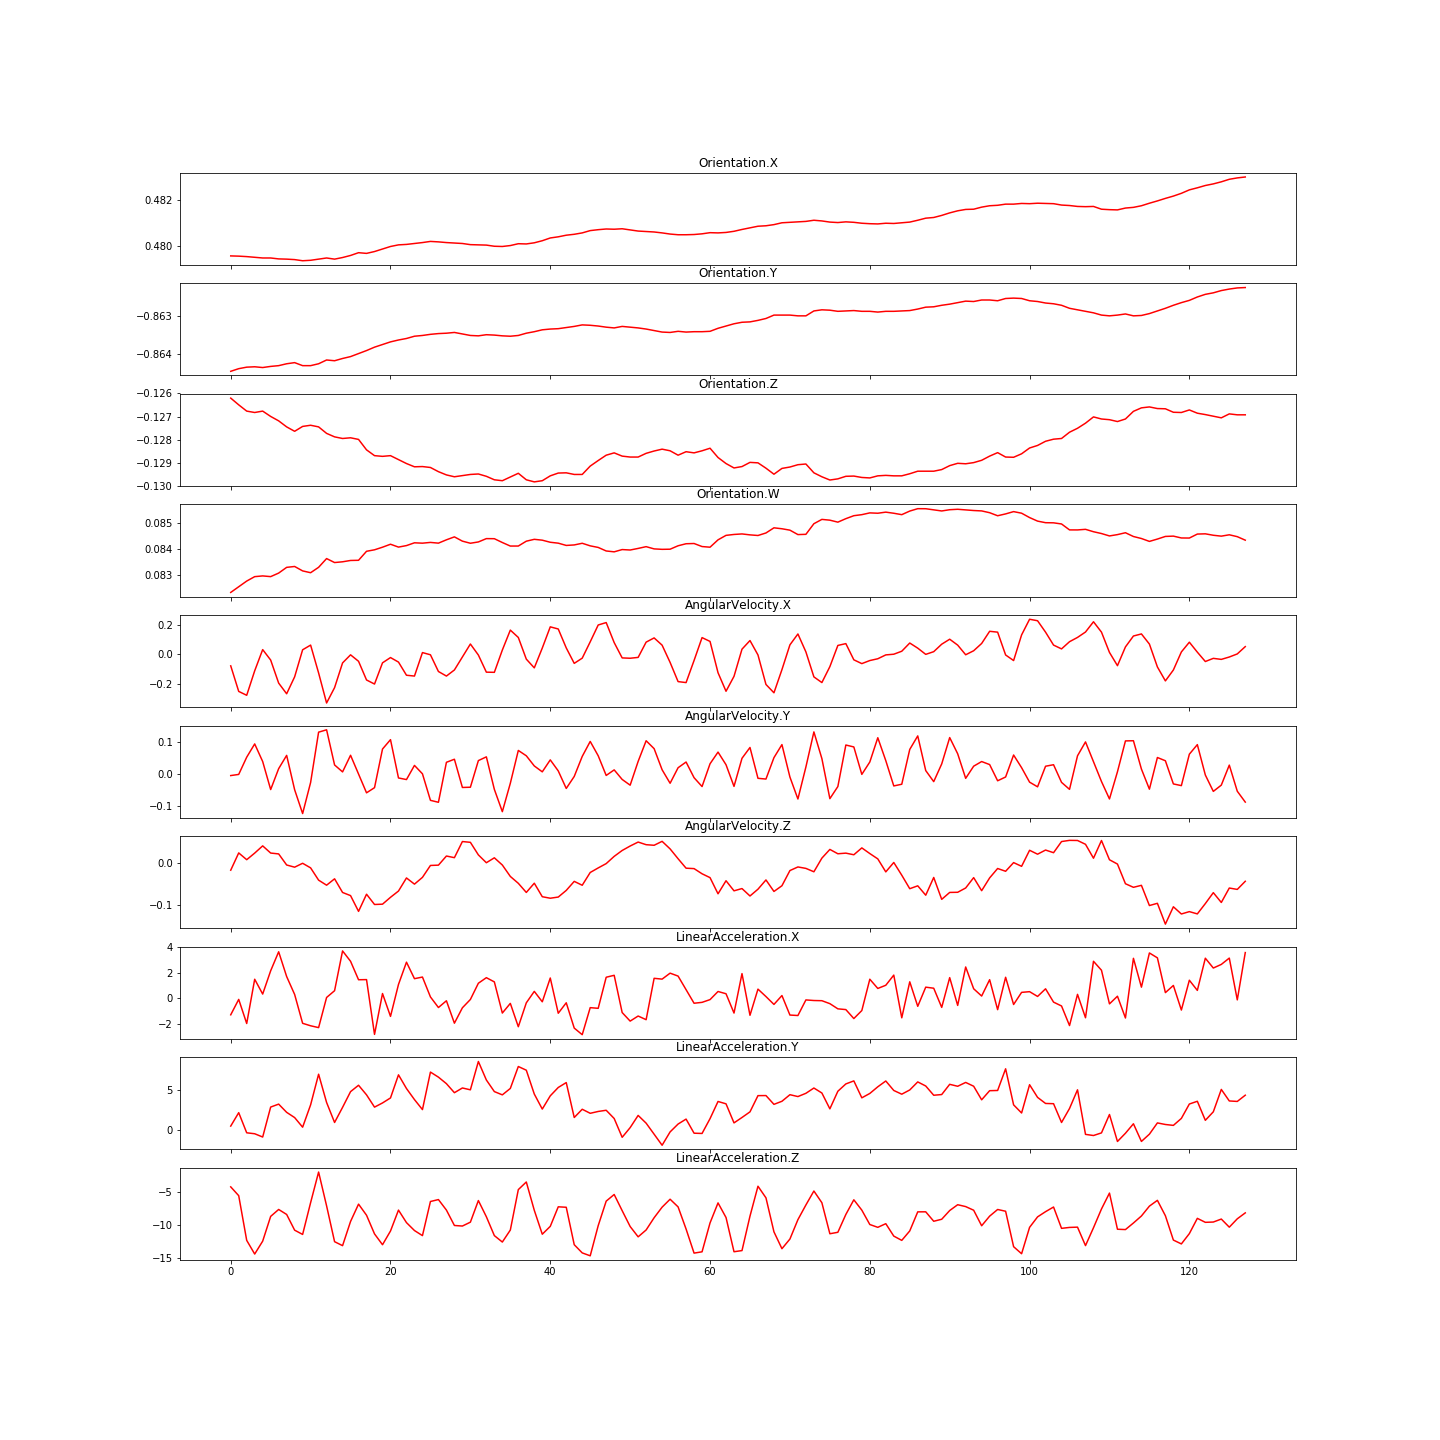 Orientation.X
0.482
0.480
Orientation.Y
−0.863
−0.864
Orientation.Z
−0.126
−0.127
−0.128
−0.129
−0.130
Orientation.W
0.085
0.084
0.083
AngularVelocity.X
0.2
0.0
−0.2
AngularVelocity.Y
0.1
0.0
−0.1
AngularVelocity.Z
0.0
−0.1
LinearAcceleration.X
4
2
0
−2
LinearAcceleration.Y
5
0
LinearAcceleration.Z
−5
−10
−15
0 20 40 60 80 100 120